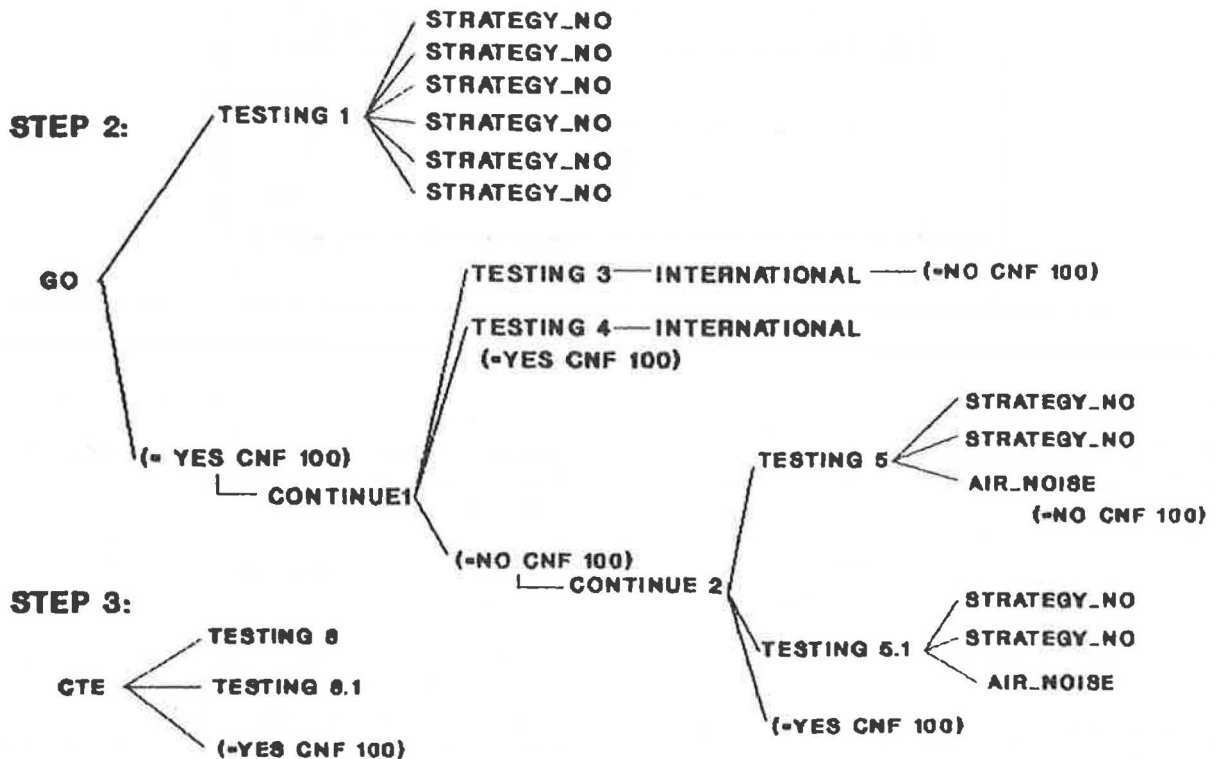 STRATEGY_NO
STRATEGY_NO
STRATEGY_NO
STEP 2:
TESTING 1
STRATEGY_NO
STRATEGY_NO
STRATEGY_NO
GO
TESTING 3
INTERNATIONAL
(=NO CNF 100)
TESTING 4
INTERNATIONAL
(=YES CNF 100)
(= YES CNF 100)
CONTINUE1
TESTING 5
STRATEGY_NO
STRATEGY_NO
AIR_NOISE
(=NO CNF 100)
(=NO CNF 100)
CONTINUE 2
TESTING 5.1
STRATEGY_NO
STRATEGY_NO
AIR_NOISE
(=YES CNF 100)
STEP 3:
CTE
TESTING 8
TESTING 8.1
(=YES CNF 100)